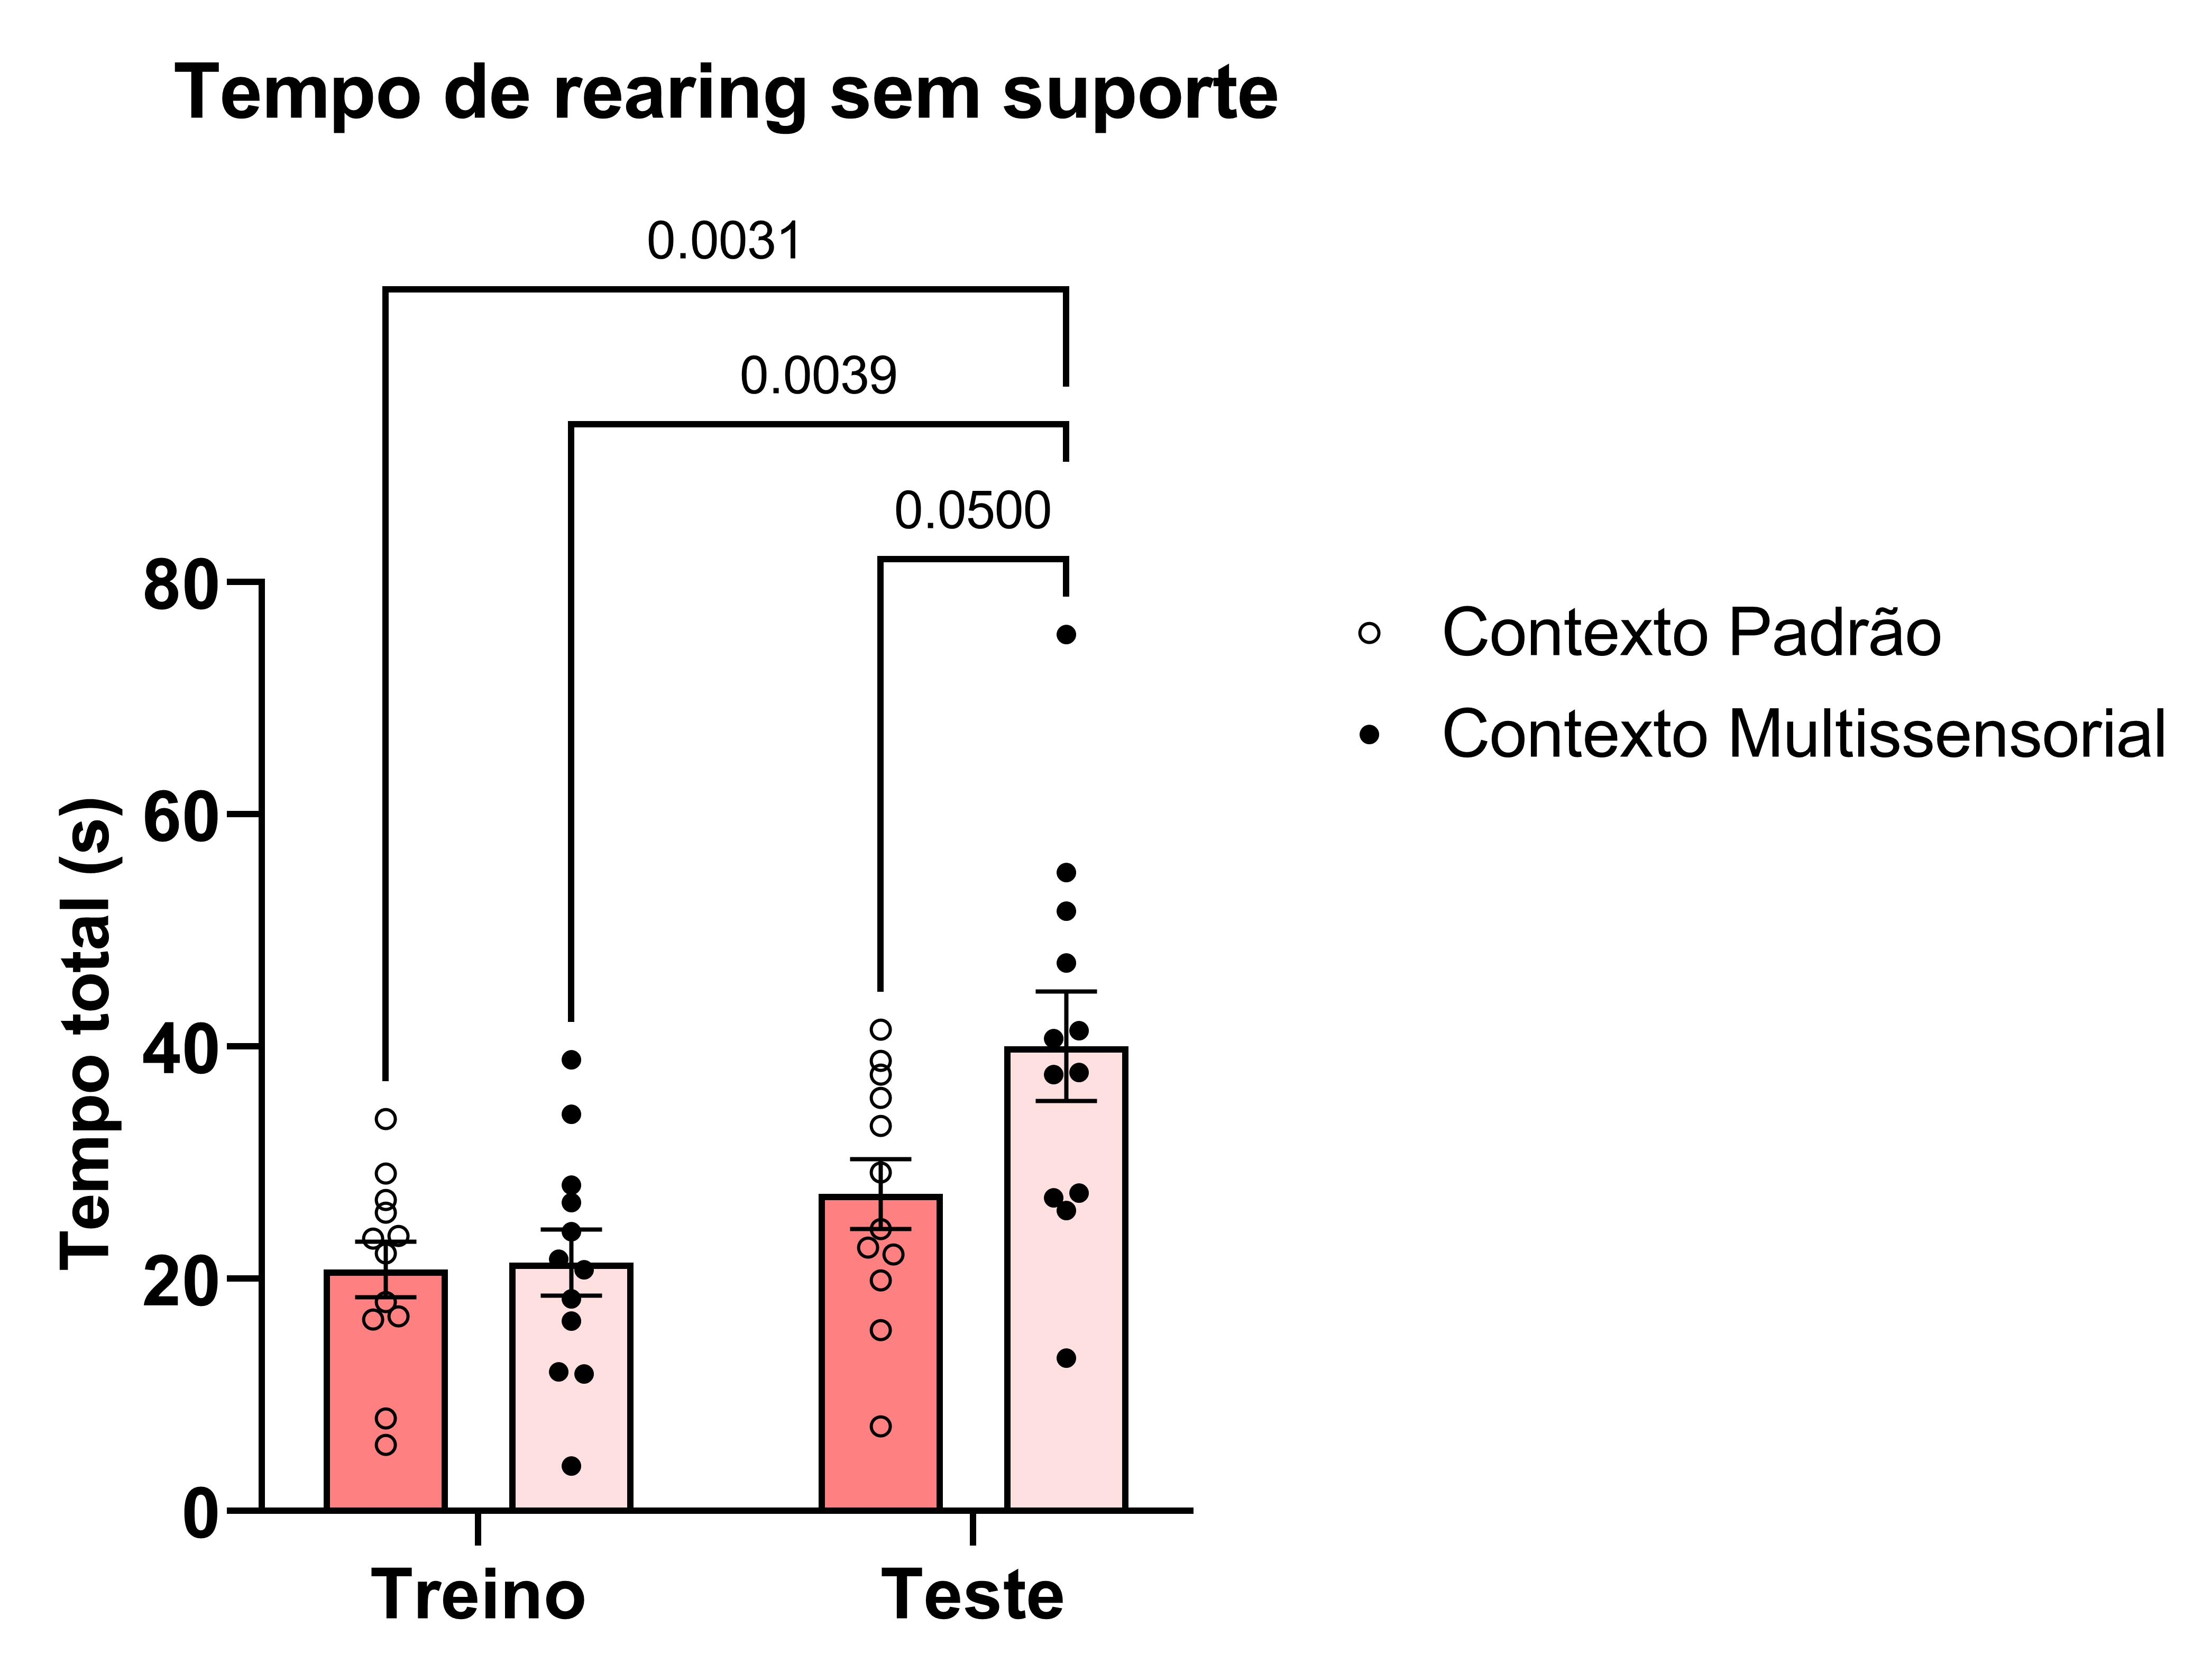 Tempo de rearing sem suporte
0.0031
0.0039
0.0500
Tempo total (s)
80
60
40
20
0
Treino
Teste
Contexto Padrão
Contexto Multissensorial